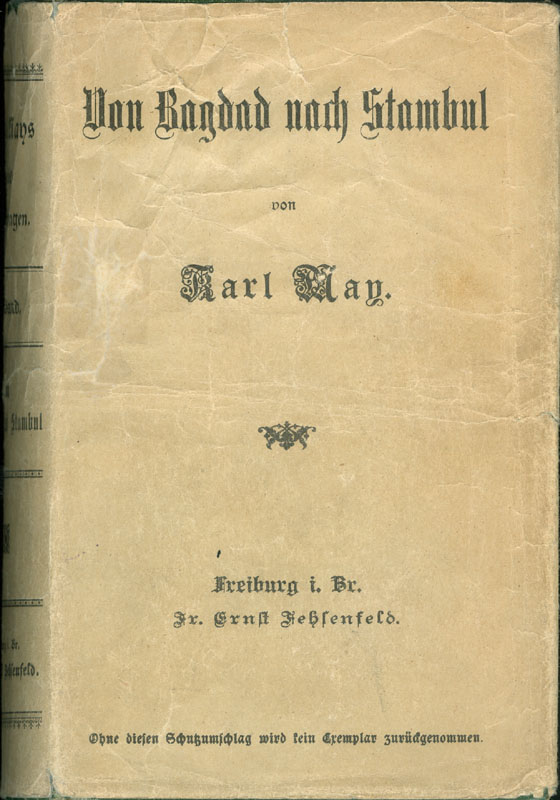 Von Bagdad nach Stambul
von
Karl May.
Freiburg i. Br.
Fr. Ernst Fehsenfeld.
Ohne diesen Schutzumschlag wird kein Exemplar zurückgenommen.
Stambul